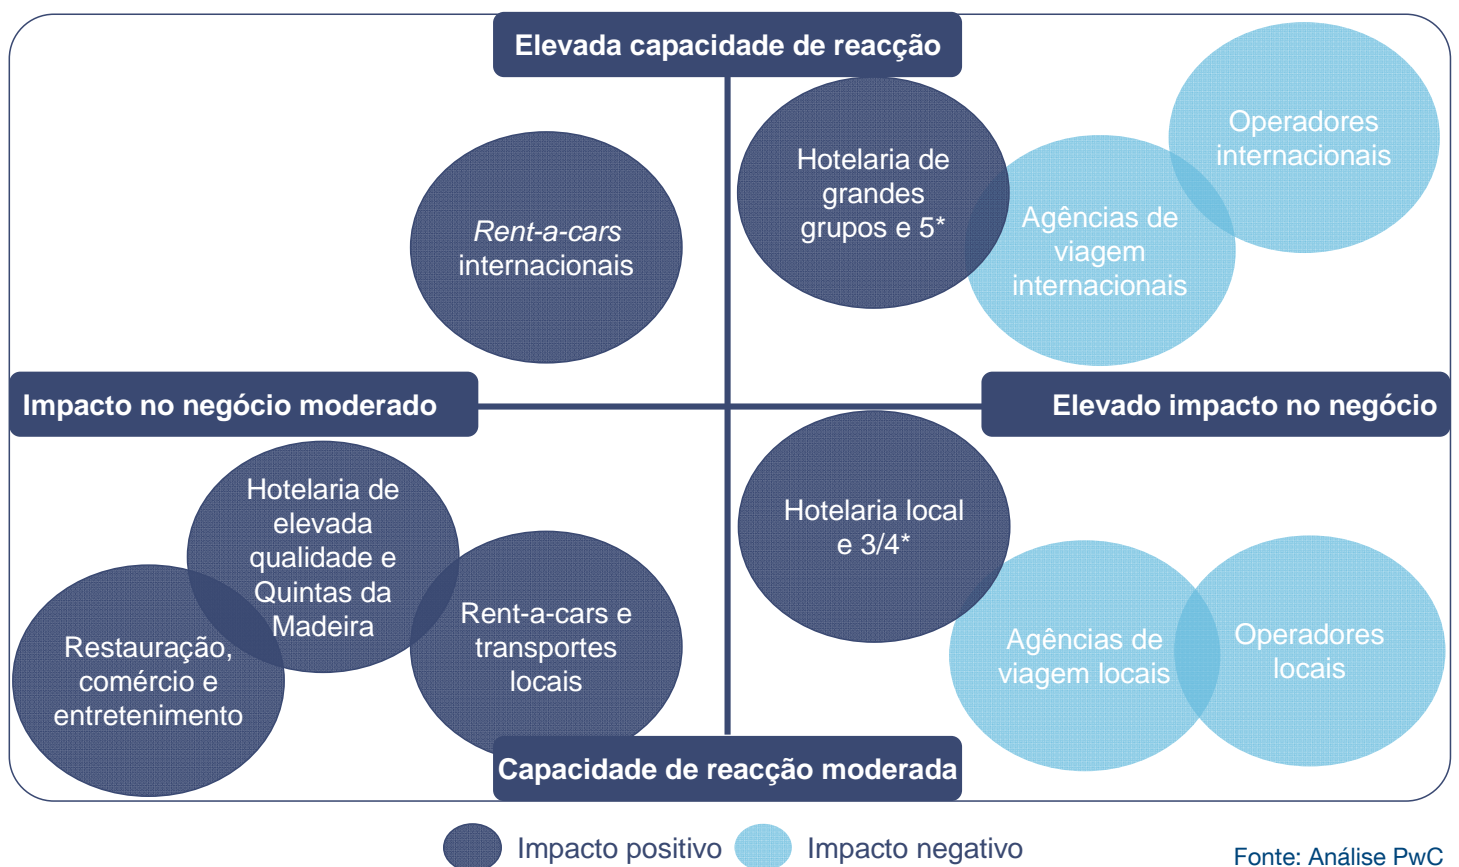 Elevada capacidade de reacção
Operadores
internacionais
Hotelaria de
grandes
grupos e 5*
Agências de
viagem
internacionais
Rent-a-cars
internacionais
Impacto no negócio moderado
Elevado impacto no negócio
Hotelaria de
elevada
qualidade e
Quintas da
Madeira
Hotelaria local
e 3/4*
Restauração,
comércio e
entretenimento
Rent-a-cars e
transportes
locais
Agências de
viagem locais
Operadores
locais
Capacidade de reacção moderada
Impacto positivo
Impacto negativo
Fonte: Análise PwC